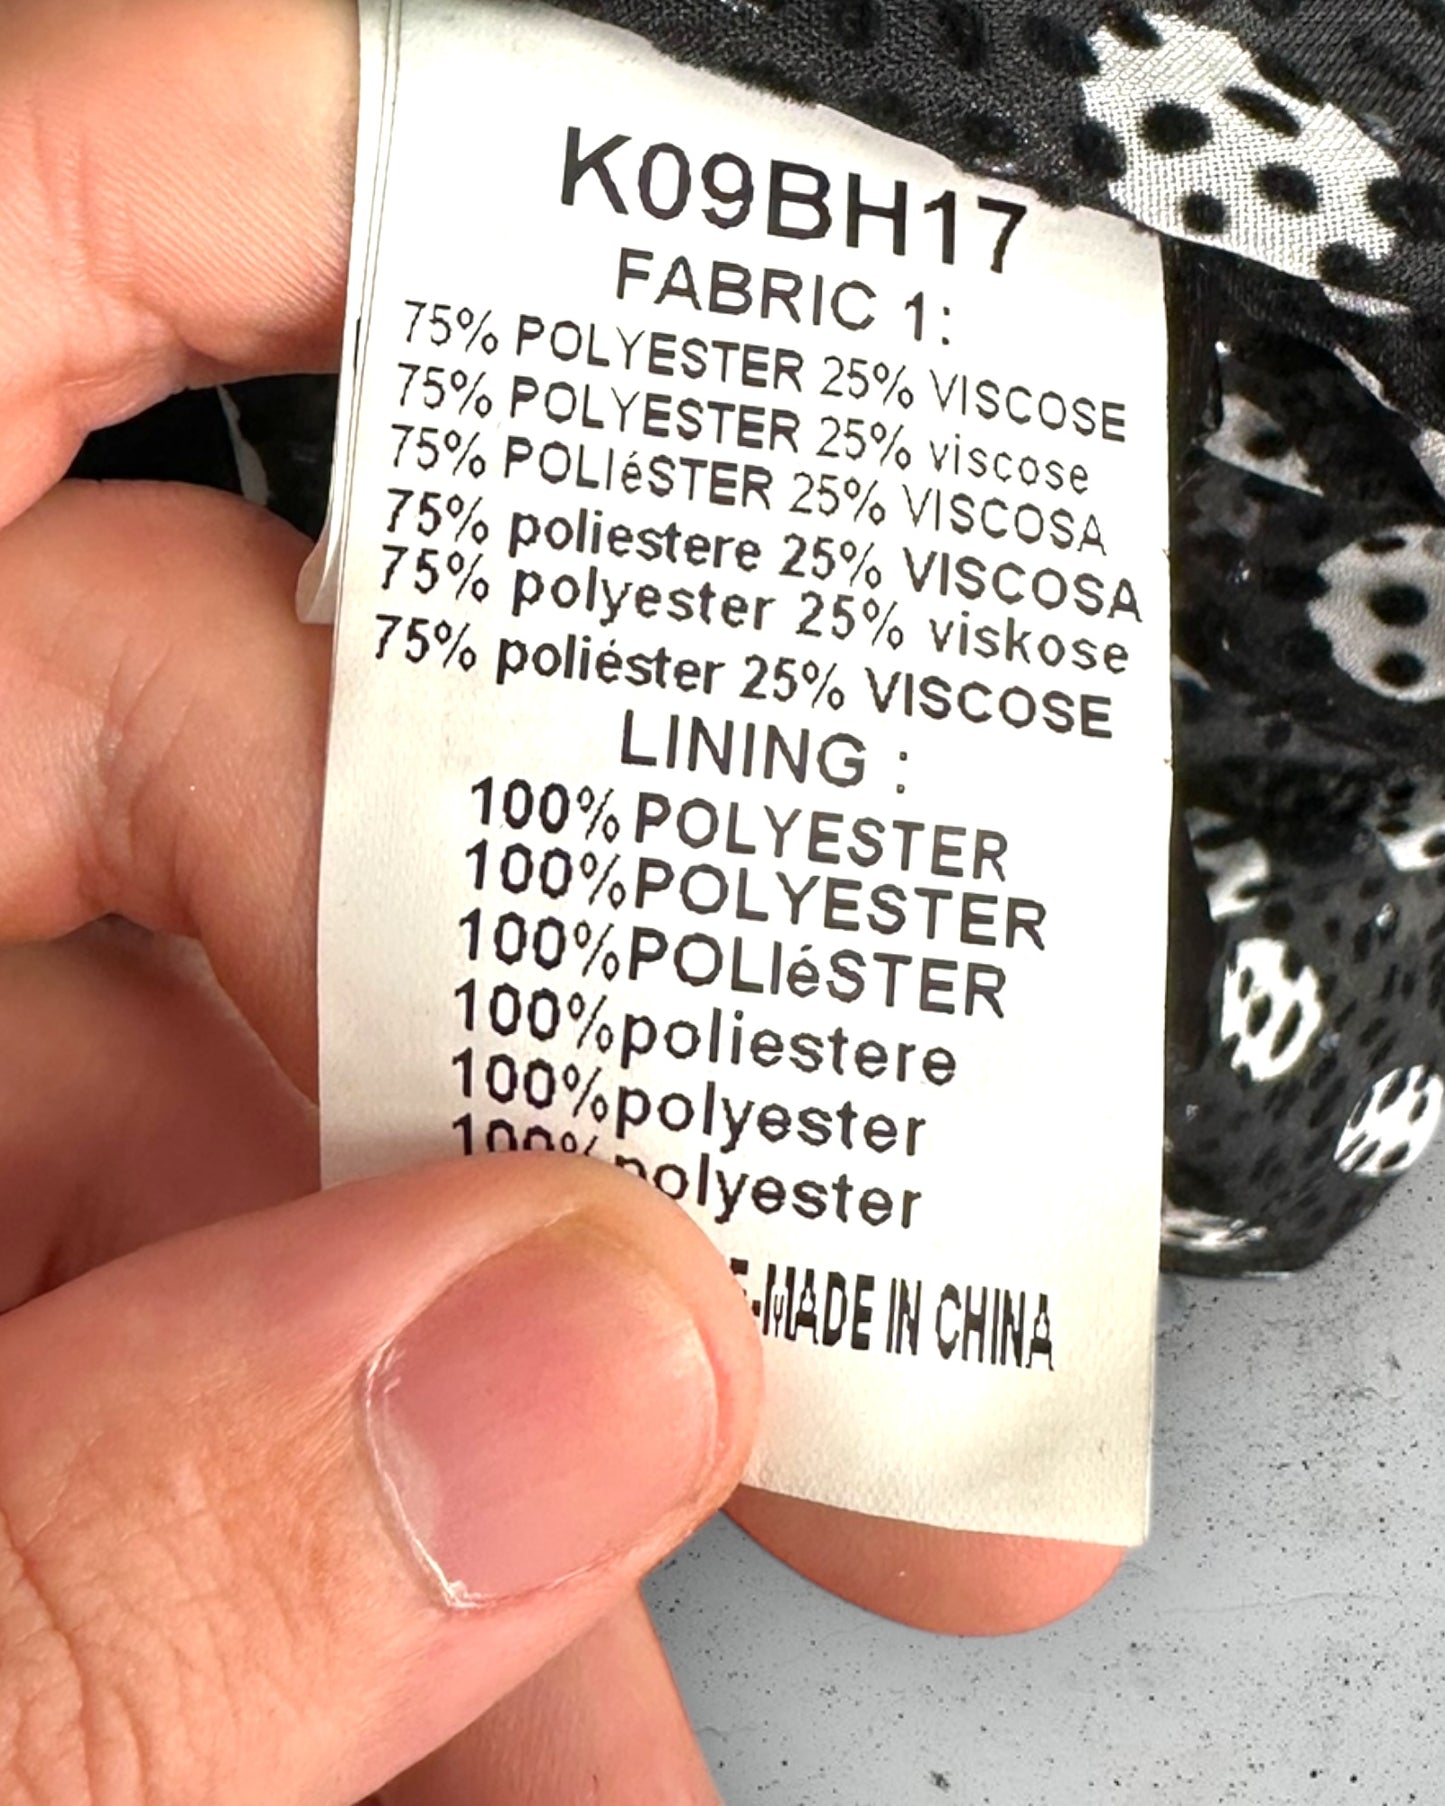 K09BH17
FABRIC 1:
75% POLYESTER 25% VISCOSE
75% POLYESTER 25% viscose
75% POLIéSTER 25% VISCOSA
75% poliestere 25% VISCOSA
75% polyester 25% viskose
75% poliéster 25% VISCOSE
LINING :
100%POLYESTER
100%POLYESTER
100%POLIéSTER
100%poliestere
100%polyester
100%polyester
MADE IN CHINA